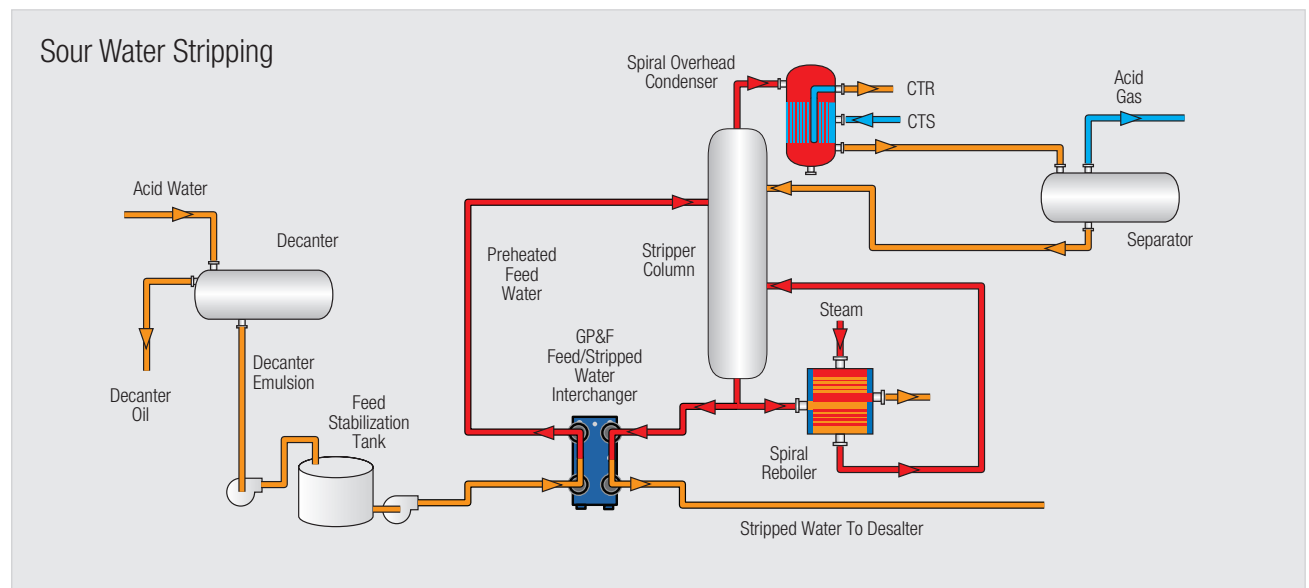 Sour Water Stripping
Spiral Overhead
Condenser
CTR
CTS
Acid
Gas
Acid Water
Decanter
Preheated
Feed
Water
Stripper
Column
Separator
Steam
GP&F
Feed/Stripped
Water
Interchanger
Decanter
Emulsion
Decanter
Oil
Feed
Stabilization
Tank
Spiral
Reboiler
Stripped Water To Desalter